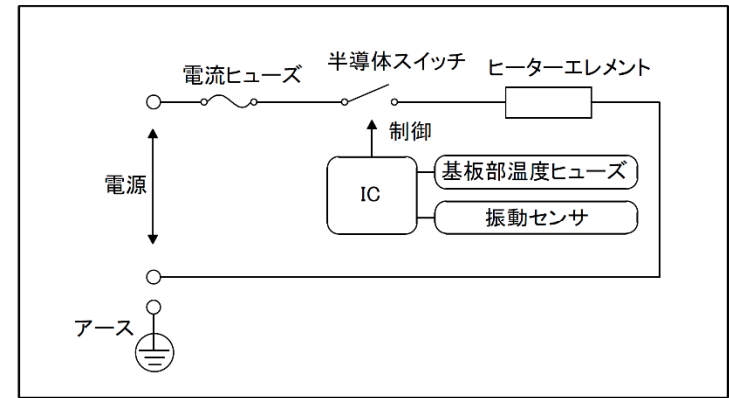 電流ヒューズ
半導体スイッチ
ヒーターエレメント
制御
電源
IC
基板部温度ヒューズ
振動センサ
アース